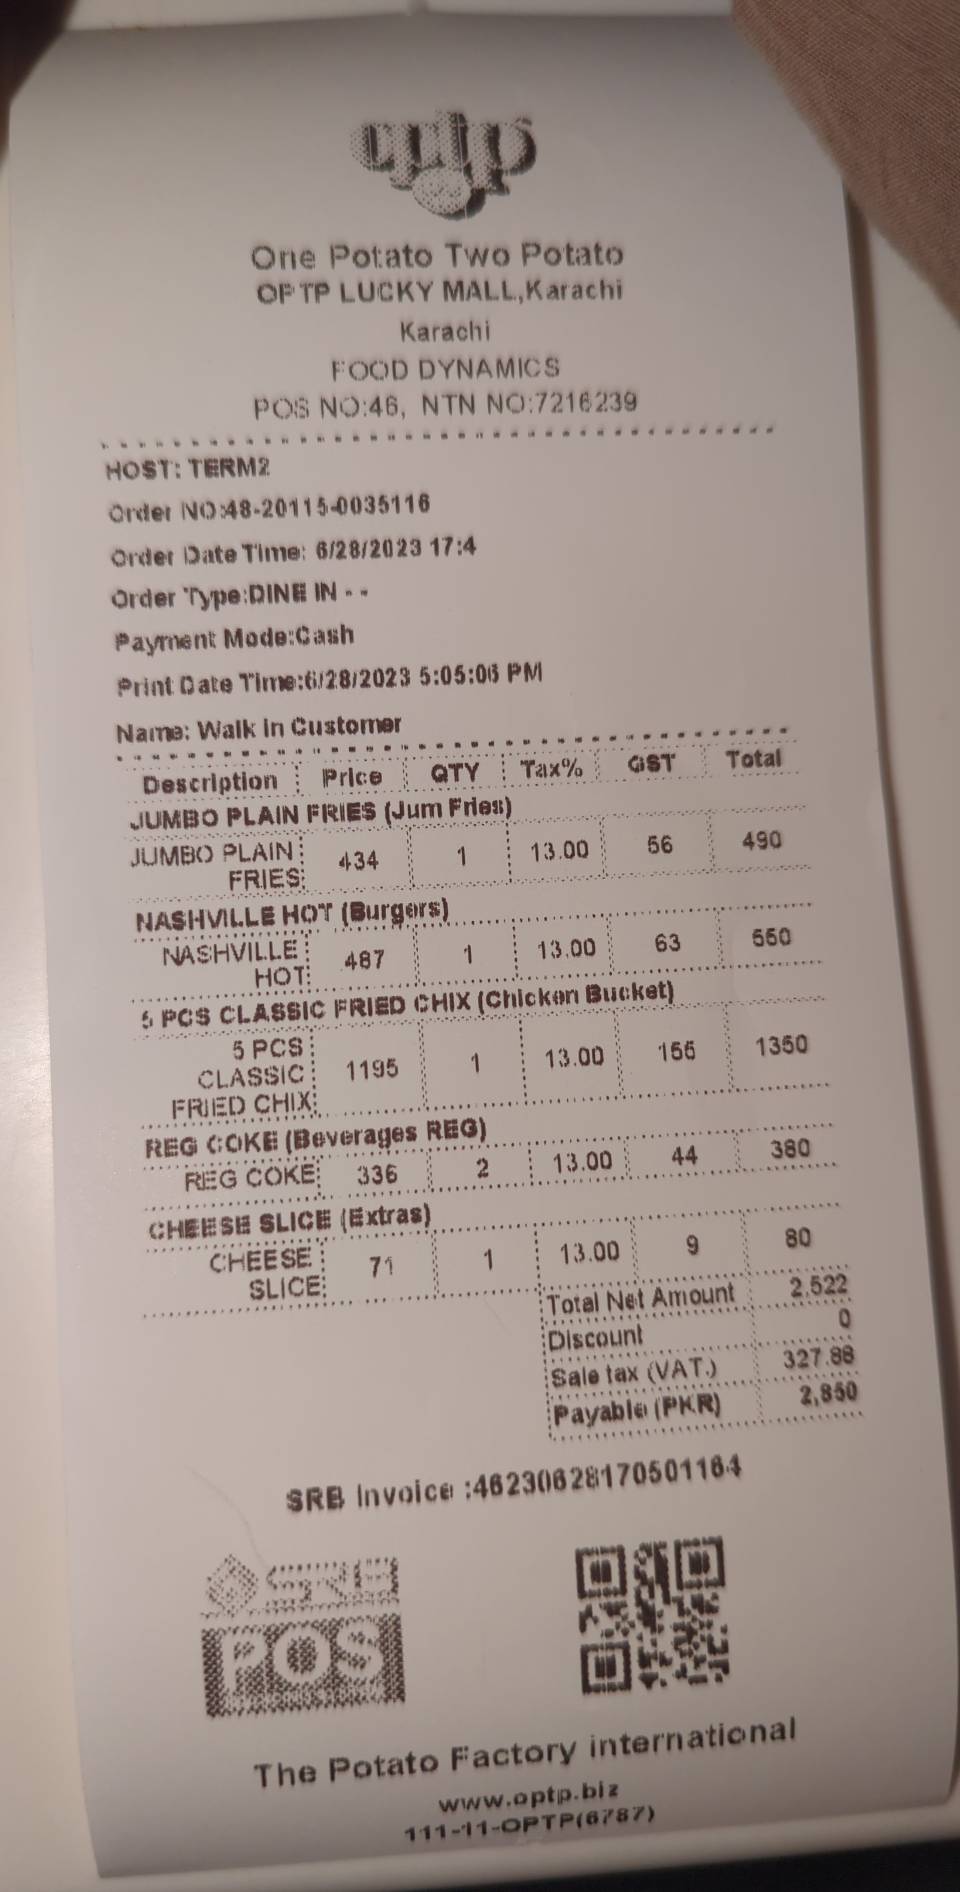 optp
One Potato Two Potato
OPTP LUCKY MALL,Karachi
Karachi
FOOD DYNAMICS
POS NO:46, NTN NO:7216239
HOST: TERM2
Order NO:48-20115-0035116
Order Date Time: 6/28/2023 17:4
Order Type:DINE IN - -
Payment Mode:Cash
Print Date Time:6/28/2023 5:05:06 PM
Name: Walk in Customer
Description Price QTY Tax% GST Total
JUMBO PLAIN FRIES (Jum Fries)
JUMBO PLAIN FRIES 434 1 13.00 56 490
NASHVILLE HOT (Burgers)
NASHVILLE HOT 487 1 13.00 63 550
5 PCS CLASSIC FRIED CHIX (Chicken Bucket)
5 PCS CLASSIC FRIED CHIX 1195 1 13.00 155 1350
REG COKE (Beverages REG)
REG COKE 336 2 13.00 44 380
CHEESE SLICE (Extras)
CHEESE SLICE 71 1 13.00 9 80
Total Net Amount 2,522
Discount 0
Sale tax (VAT.) 327.88
Payable (PKR) 2,850
SRB Invoice :46230628170501164
SRB
POS
The Potato Factory international
www.optp.biz
111-11-OPTP(6787)